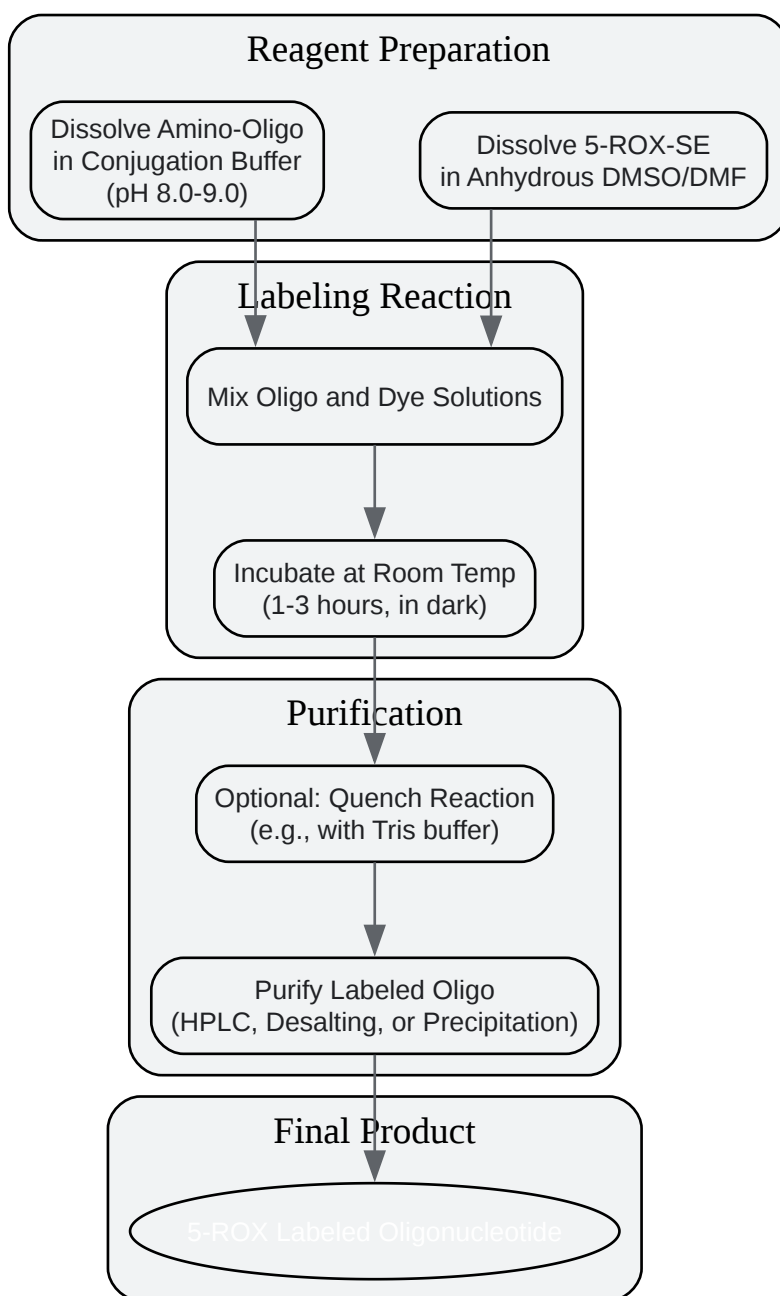 Reagent Preparation
Dissolve Amino-Oligo
in Conjugation Buffer
(pH 8.0-9.0)
Dissolve 5-ROX-SE
in Anhydrous DMSO/DMF
Labeling Reaction
Mix Oligo and Dye Solutions
Incubate at Room Temp
(1-3 hours, in dark)
Purification
Optional: Quench Reaction
(e.g., with Tris buffer)
Purify Labeled Oligo
(HPLC, Desalting, or Precipitation)
Final Product
5-ROX Labeled Oligonucleotide